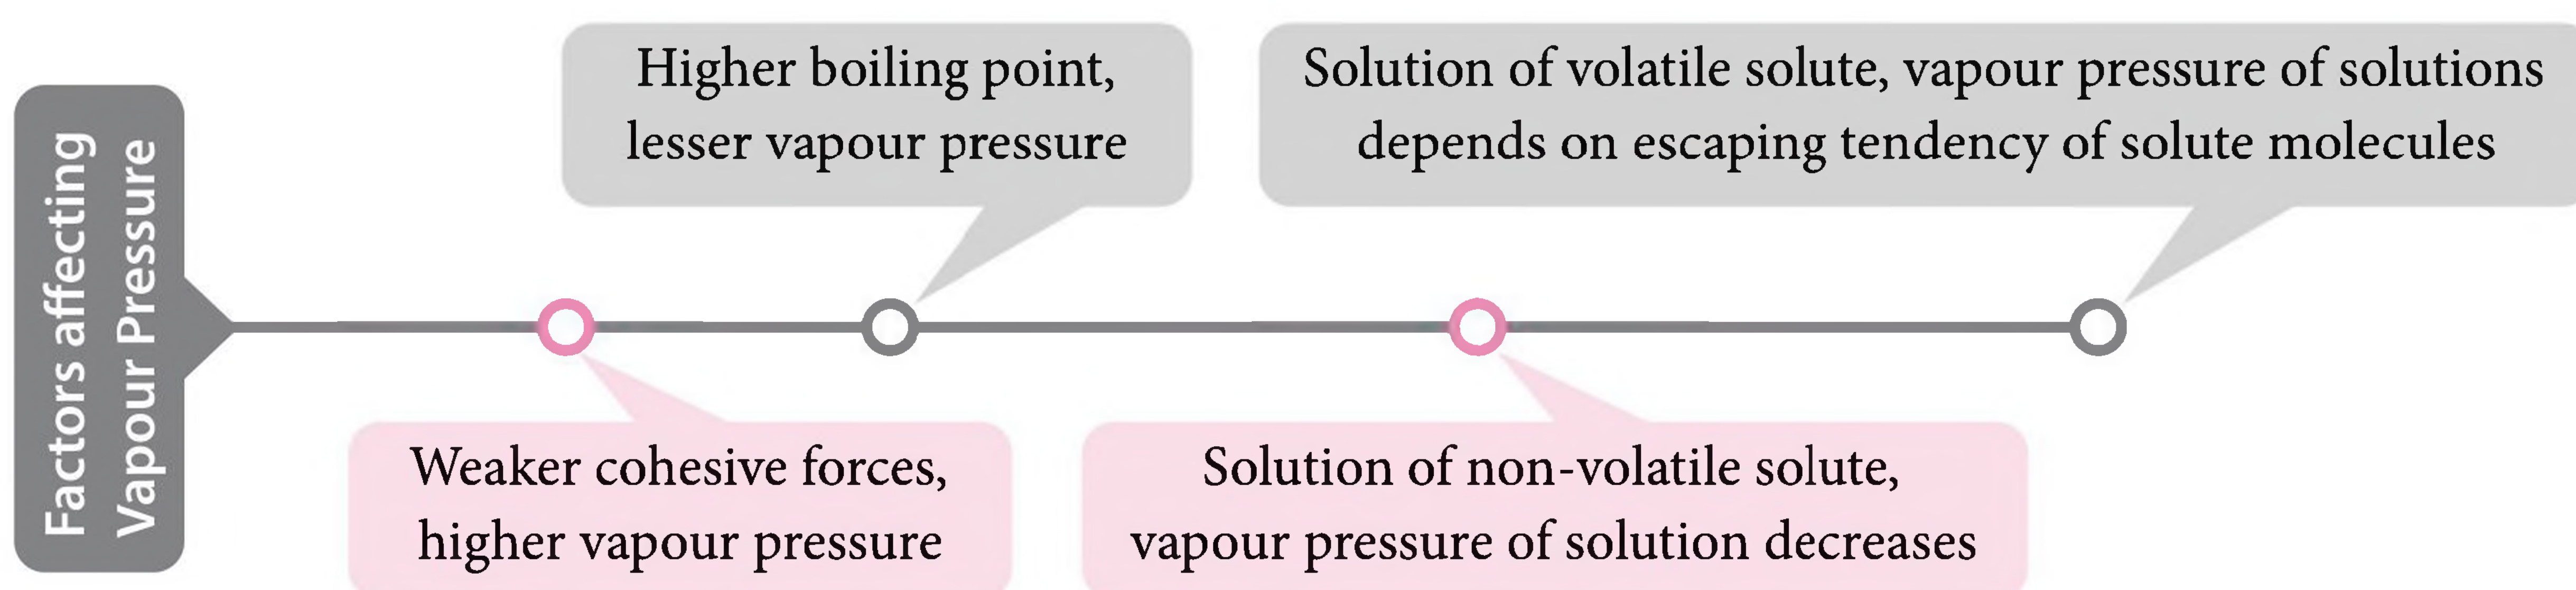 Factors affecting
Vapour Pressure
Higher boiling point,
lesser vapour pressure
Solution of volatile solute, vapour pressure of solutions
depends on escaping tendency of solute molecules
Weaker cohesive forces,
higher vapour pressure
Solution of non-volatile solute,
vapour pressure of solution decreases